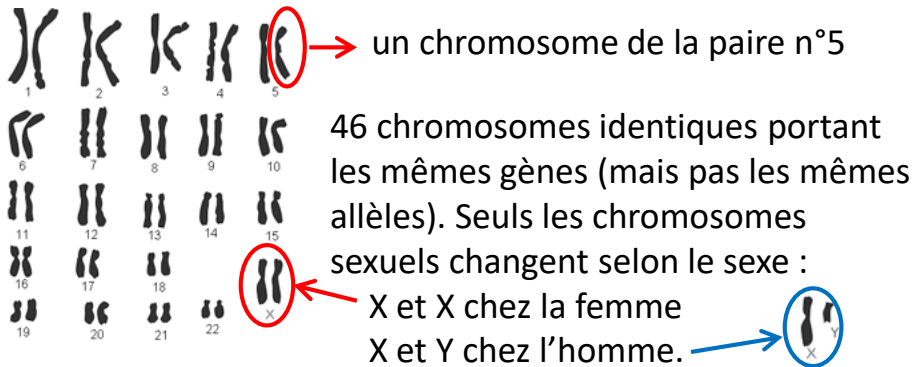 un chromosome de la paire n°5
1 2 3 4 5
46 chromosomes identiques portant
les mêmes gènes (mais pas les mêmes
allèles). Seuls les chromosomes
sexuels changent selon le sexe :
X et X chez la femme
X et Y chez l’homme.
6 7 8 9 10
11 12 13 14 15
16 17 18 X
19 20 21 22
X Y